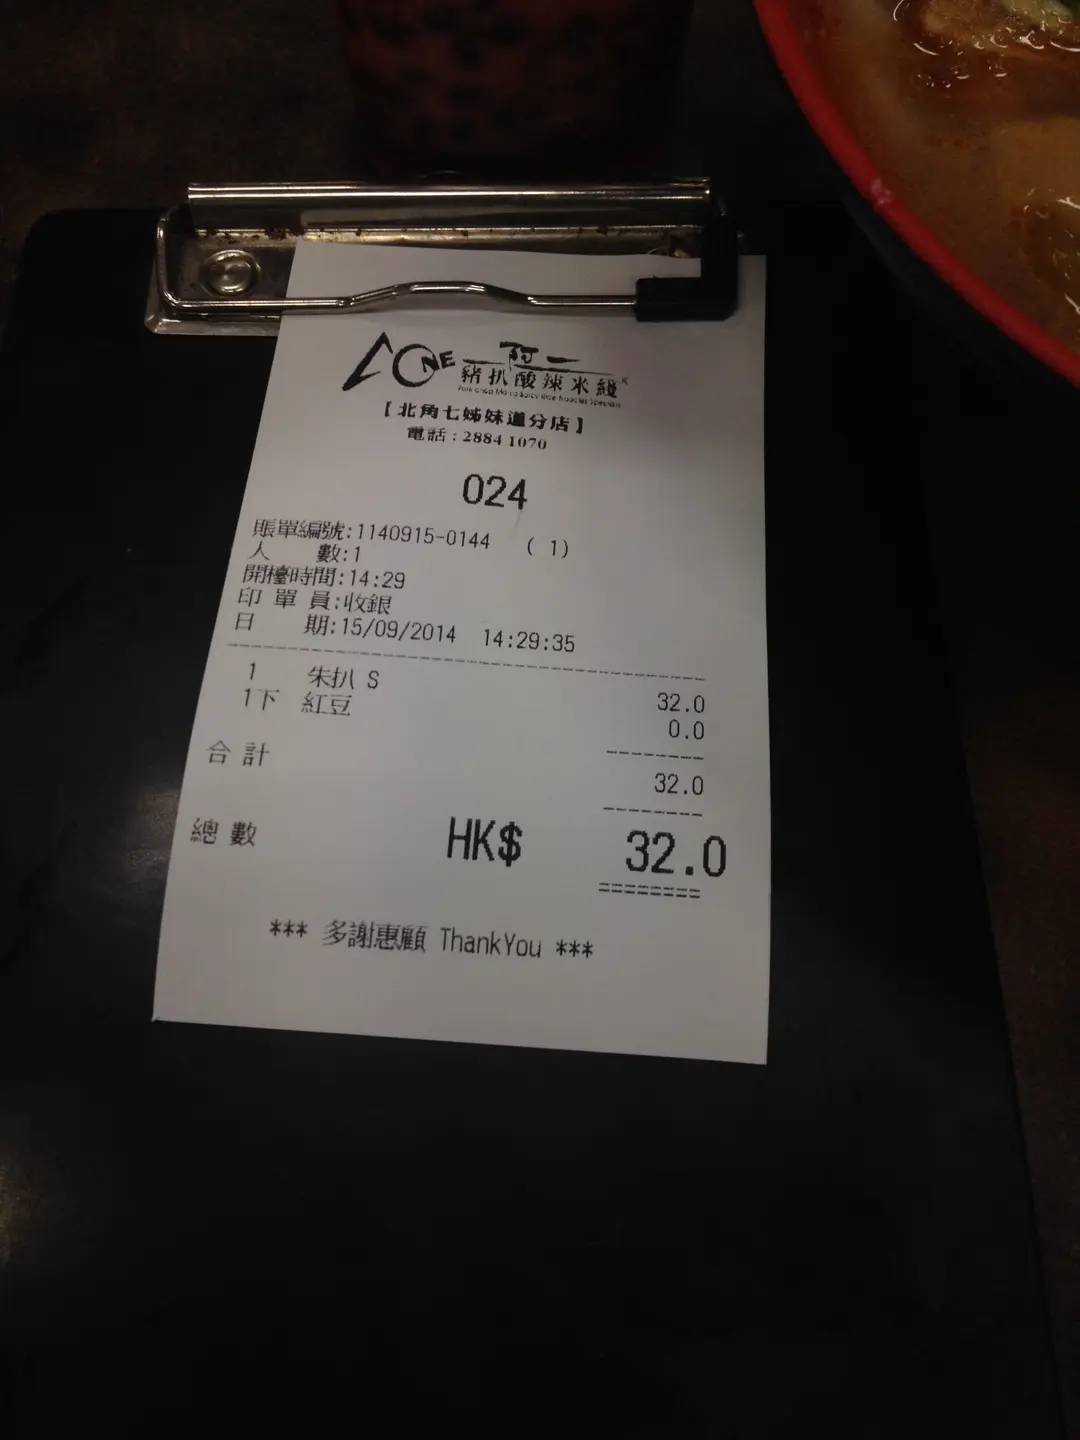 A ONE 阿一
豬扒酸辣米綫
【北角七姊妹道分店】
電話：2884 1070
024
賬單編號:1140915-0144 ( 1)
人 數:1
開檯時間:14:29
印單員:收銀
日 期:15/09/2014 14:29:35
1 朱扒 S 32.0
1下 紅豆 0.0
合計 32.0
總數 HK$ 32.0
*** 多謝惠顧 ThankYou ***